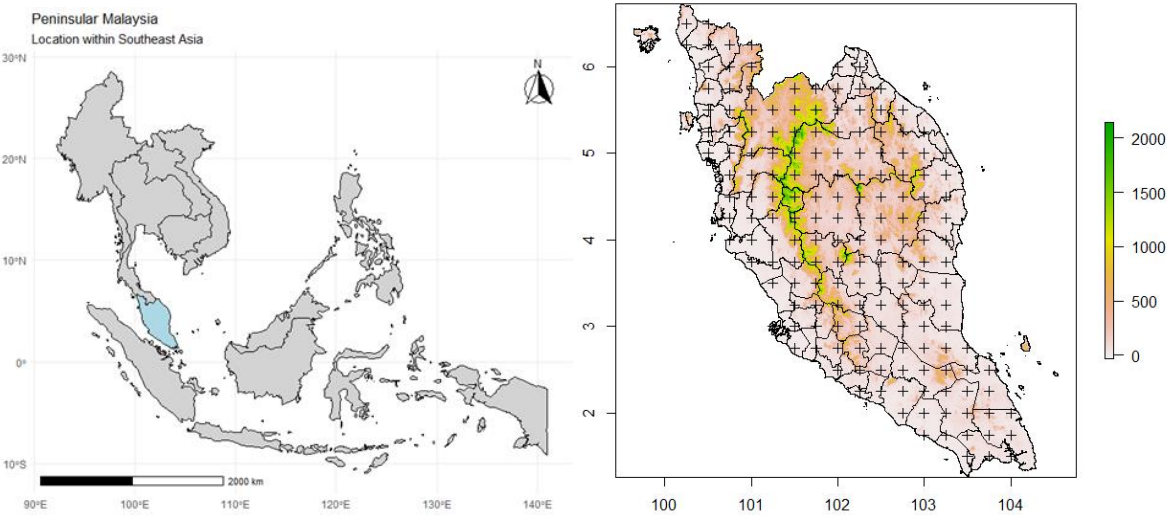 Peninsular Malaysia
Location within Southeast Asia
N
30°N
20°N
10°N
0°
10°S
2000 km
90°E 100°E 110°E 120°E 130°E 140°E
6
5
4
3
2
100 101 102 103 104
2000
1500
1000
500
0